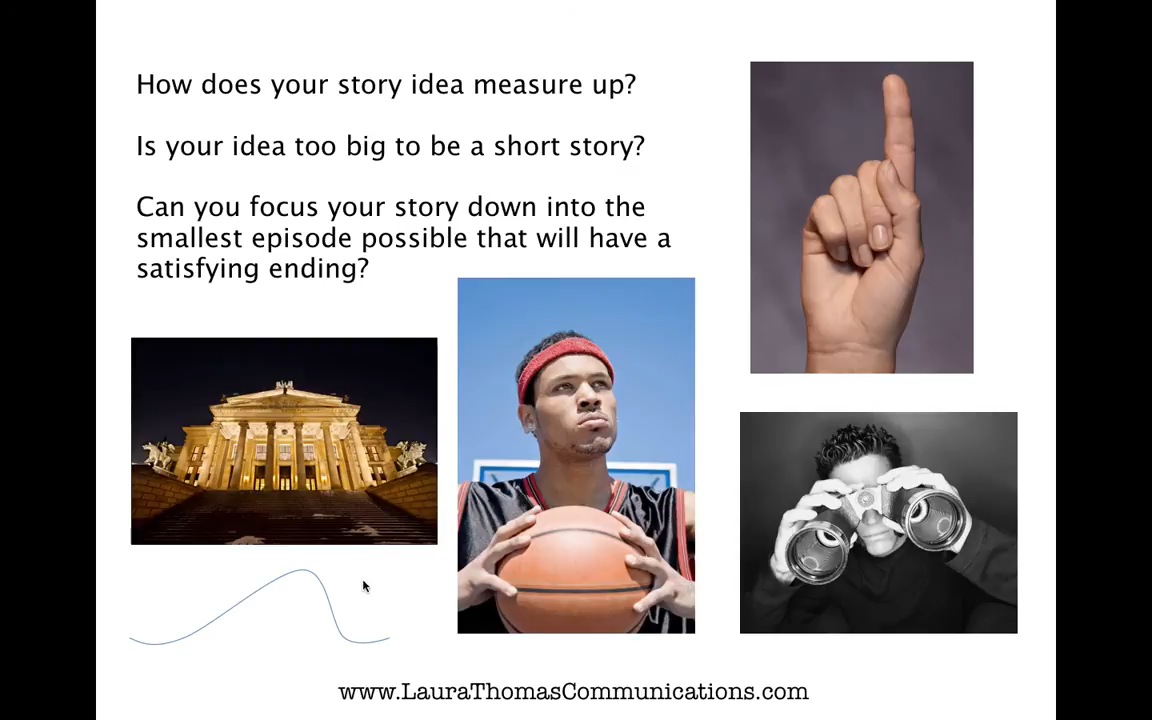 How does your story idea measure up?
Is your idea too big to be a short story?
Can you focus your story down into the
smallest episode possible that will have a
satisfying ending?
www.LauraThomasCommunications.com